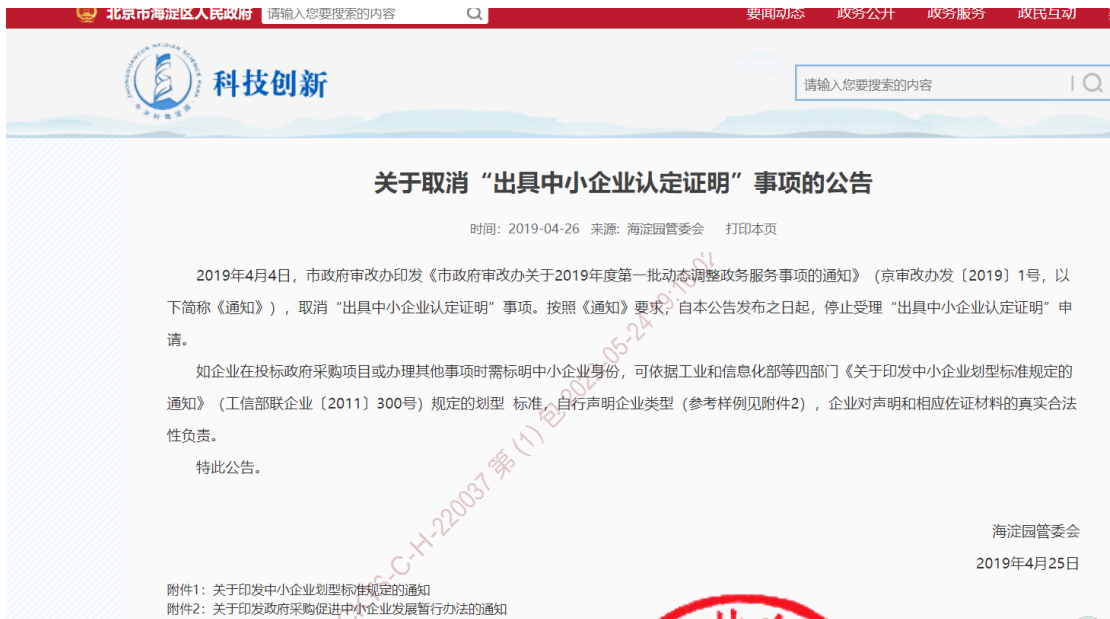 北京市海淀区人民政府 请输入您要搜索的内容 要闻动态 政务公开 政务服务 政民互动
科技创新
请输入您要搜索的内容
关于取消“出具中小企业认定证明”事项的公告
时间：2019-04-26 来源: 海淀园管委会 打印本页
2019年4月4日，市政府审改办印发《市政府审改办关于2019年度第一批动态调整政务服务事项的通知》（京审改办发〔2019〕1号，以
下简称《通知》），取消“出具中小企业认定证明”事项。按照《通知》要求，自本公告发布之日起，停止受理“出具中小企业认定证明”申
请。
如企业在投标政府采购项目或办理其他事项时需标明中小企业身份，可依据工业和信息化部等四部门《关于印发中小企业划型标准规定的
通知》（工信部联企业〔2011〕300号）规定的划型 标准，自行声明企业类型（参考样例见附件2），企业对声明和相应佐证材料的真实合法
性负责。
特此公告。
海淀园管委会
2019年4月25日
附件1：关于印发中小企业划型标准规定的通知
附件2：关于印发政府采购促进中小企业发展暂行办法的通知
-C-H-220037 第 (1) 包